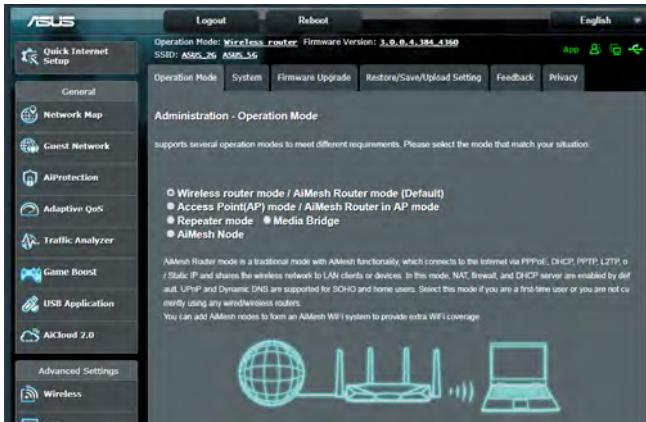 ASUS
Logout
Reboot
English
Operation Mode: Wireless router Firmware Version: 3.0.0.4.384_4360
SSID: ASUS_2G ASUS_5G
App
Quick Internet
Setup
Operation Mode
System
Firmware Upgrade
Restore/Save/Upload Setting
Feedback
Privacy
General
Network Map
Guest Network
AiProtection
Adaptive QoS
Traffic Analyzer
Game Boost
USB Application
AiCloud 2.0
Advanced Settings
Wireless
Administration - Operation Mode
supports several operation modes to meet different requirements. Please select the mode that match your situation:
Wireless router mode / AiMesh Router mode (Default)
Access Point(AP) mode / AiMesh Router in AP mode
Repeater mode Media Bridge
AiMesh Node
AiMesh Router mode is a traditional mode with AiMesh functionality, which connects to the Internet via PPPoE, DHCP, PPTP, L2TP, o
r Static IP and shares the wireless network to LAN clients or devices. In this mode, NAT, firewall, and DHCP server are enabled by def
ault. UPnP and Dynamic DNS are supported for SOHO and home users. Select this mode if you are a first-time user or you are not cu
rrently using any wired/wireless routers.
You can add AiMesh nodes to form an AiMesh WiFi system to provide extra WiFi coverage